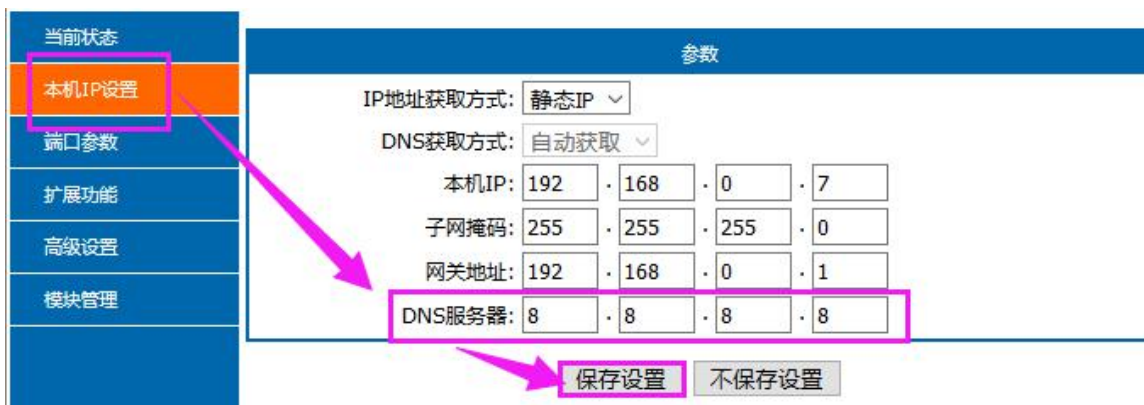 当前状态
本机IP设置
端口参数
扩展功能
高级设置
模块管理
参数
IP地址获取方式: 静态IP
DNS获取方式: 自动获取
本机IP: 192 . 168 . 0 . 7
子网掩码: 255 . 255 . 255 . 0
网关地址: 192 . 168 . 0 . 1
DNS服务器: 8 . 8 . 8 . 8
保存设置 不保存设置